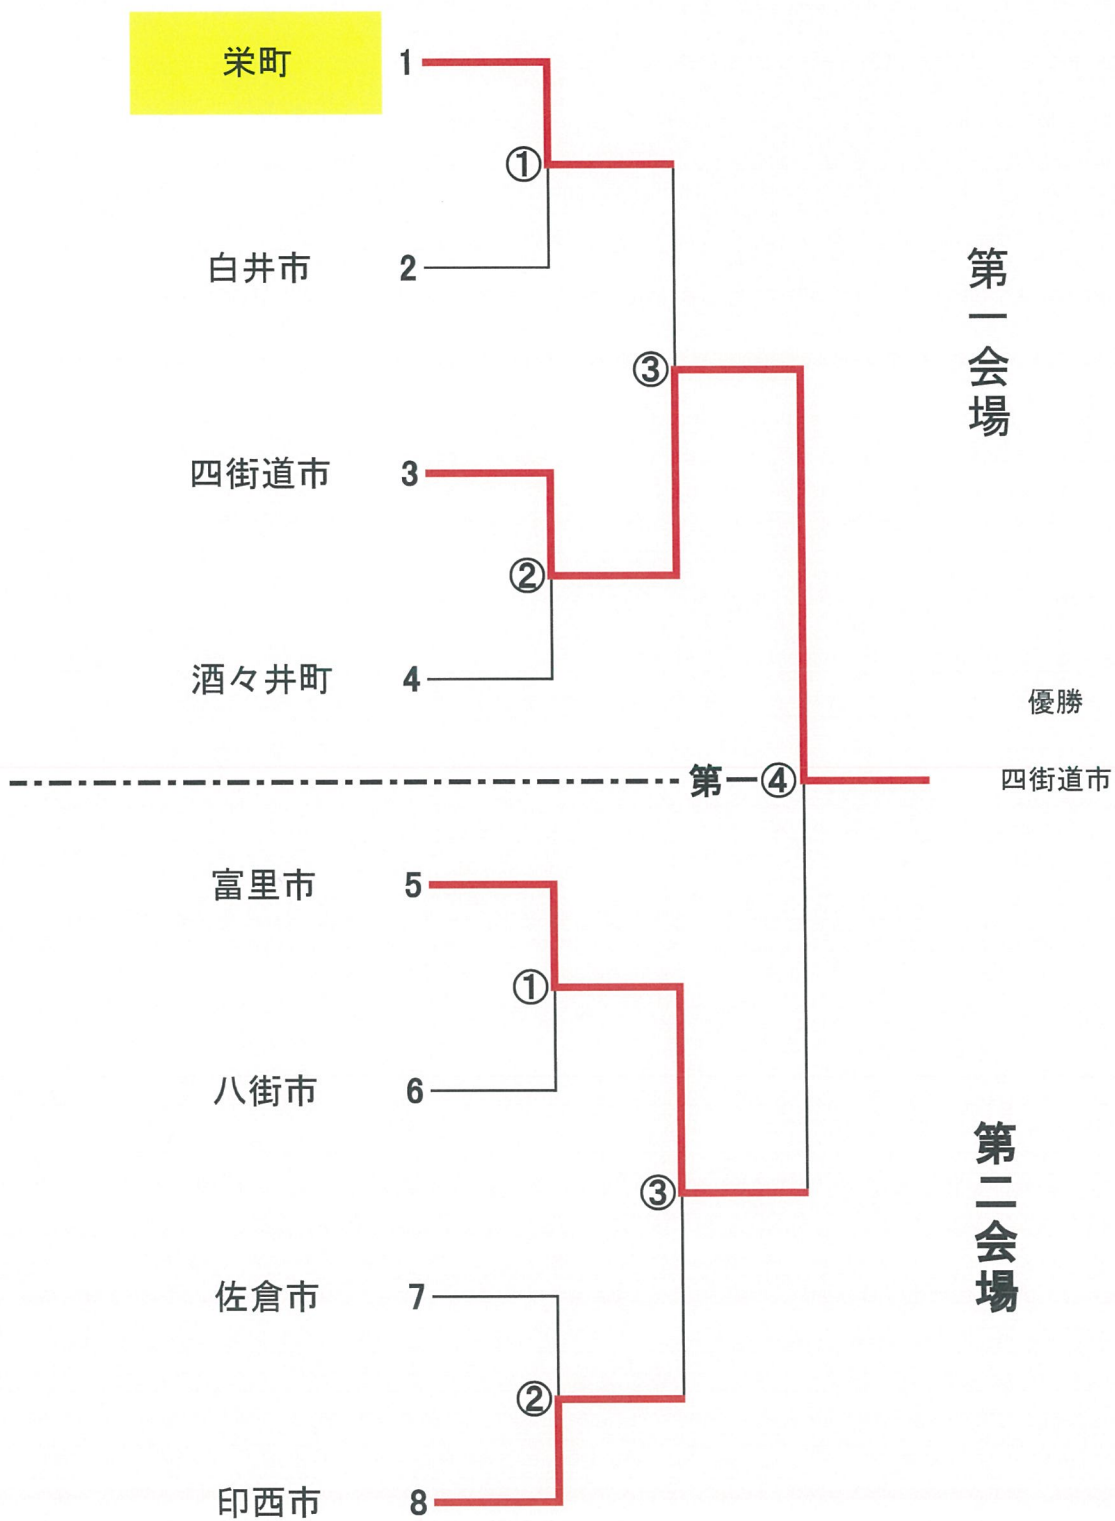 栄町 1
①
白井市 2
第一会場
③
四街道市 3
②
酒々井町 4
優勝
第一④ 四街道市
富里市 5
①
八街市 6
第二会場
③
佐倉市 7
②
印西市 8